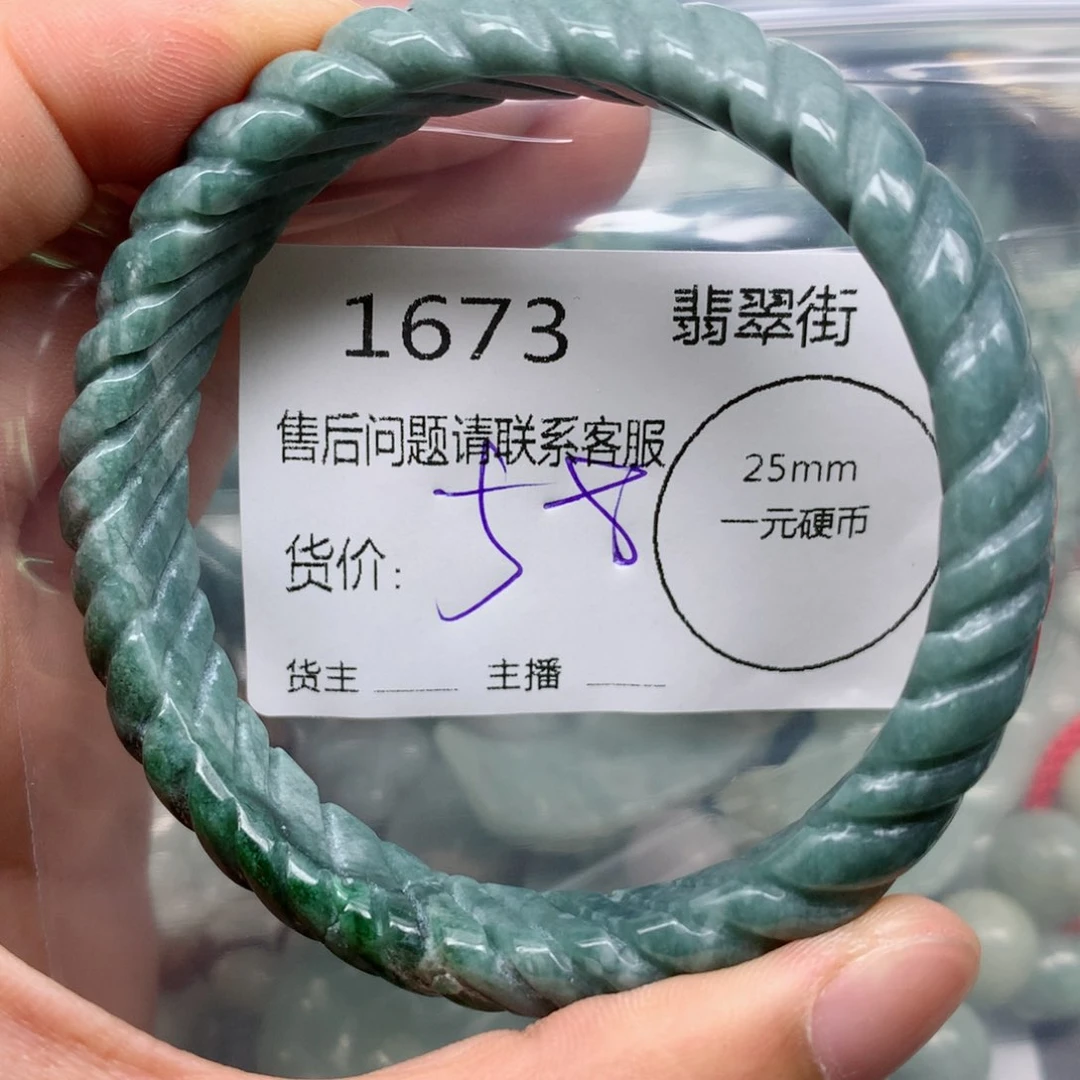 1673
翡翠街
售后问题请联系客服
25mm
一元硬币
货价: 58
货主 主播